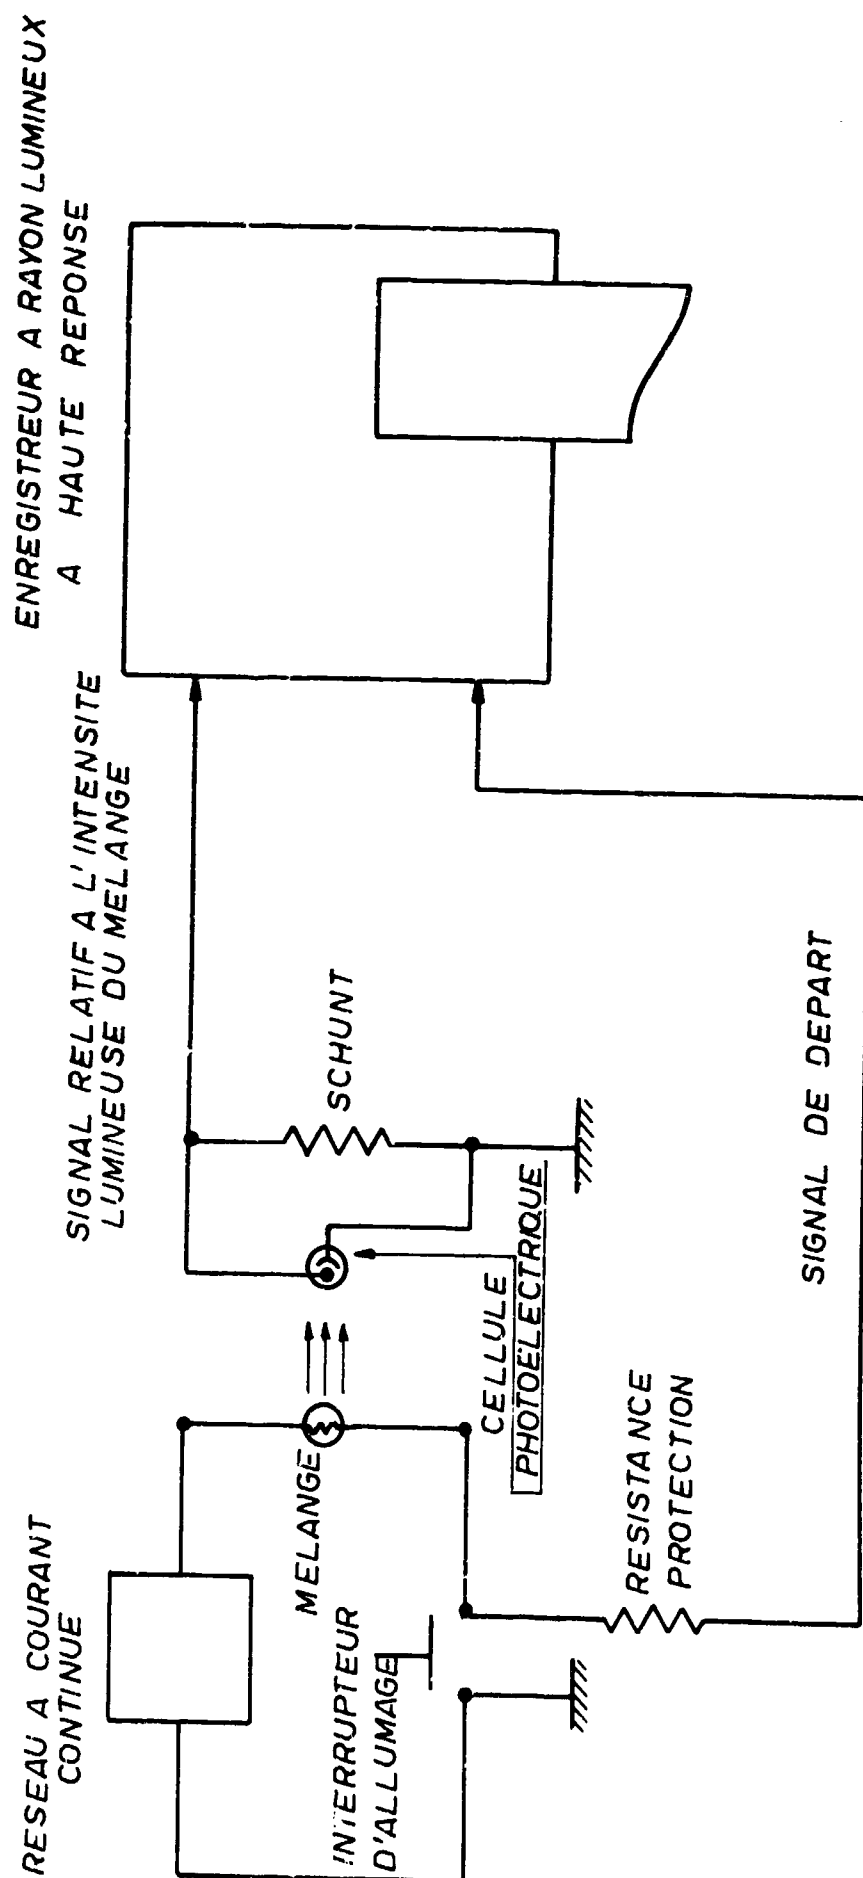 ENREGISTREUR A RAYON LUMINEUX
A HAUTE REPONSE
SIGNAL RELATIF A L'INTENSITE
LUMINEUSE DU MELANGE
RESEAU A COURANT
CONTINUE
MELANGE
SCHUNT
INTERRUPTEUR
D'ALLUMAGE
CELLULE
PHOTOELECTRIQUE
RESISTANCE
PROTECTION
SIGNAL DE DEPART